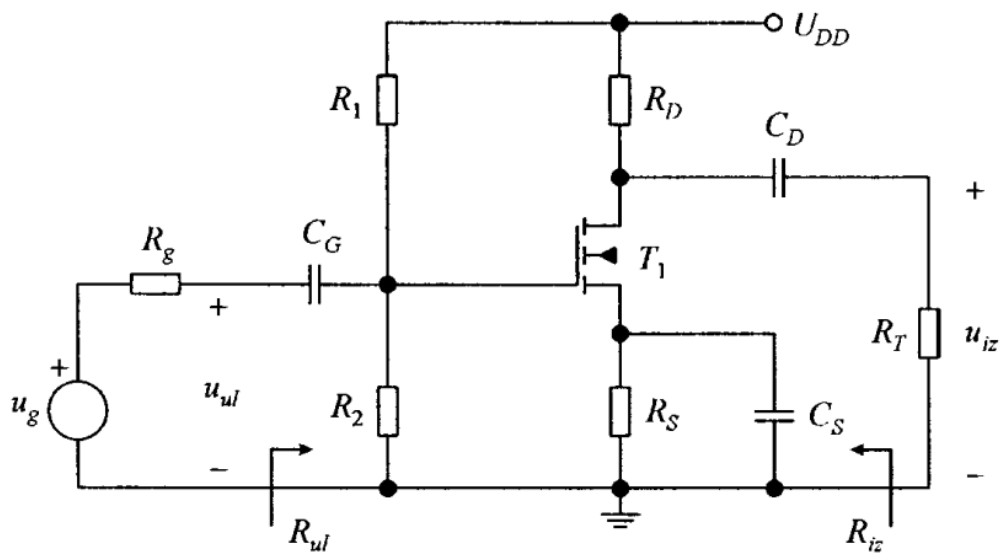 U_DD
R_1
R_D
C_D
+
R_g
C_G
T_1
+
+
u_g
u_ul
R_2
R_S
C_S
R_T
u_iz
−
−
R_ul
R_iz